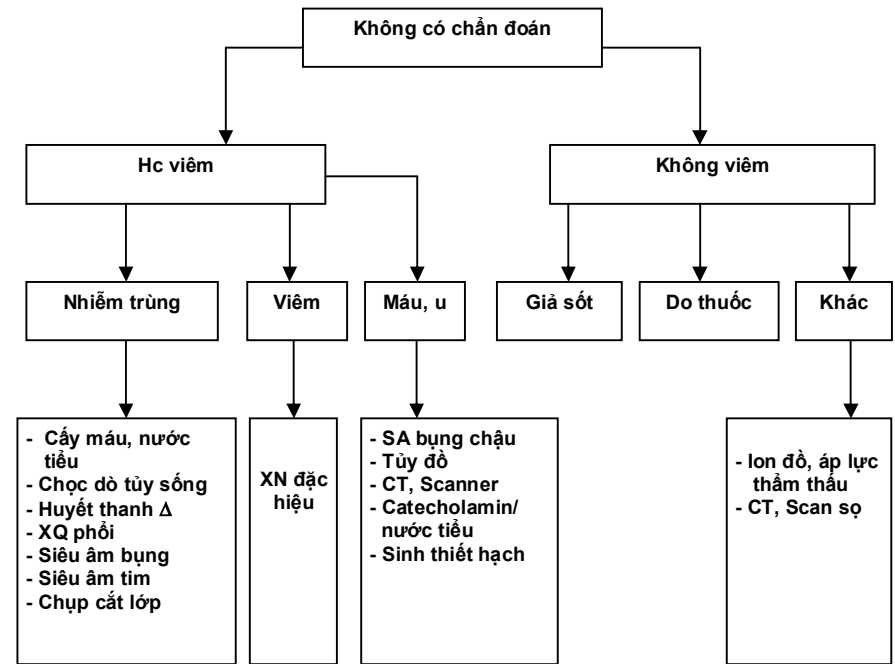 Không có chẩn đoán
Hc viêm
Không viêm
Nhiễm trùng
Viêm
Máu, u
Giả sốt
Do thuốc
Khác
- Cấy máu, nước
tiểu
- Chọc dò tủy sống
- Huyết thanh Δ
- XQ phổi
- Siêu âm bụng
- Siêu âm tim
- Chụp cắt lớp
XN đặc
hiệu
- SA bụng chậu
- Tủy đồ
- CT, Scanner
- Catecholamin/
nước tiểu
- Sinh thiết hạch
- Ion đồ, áp lực
thẩm thấu
- CT, Scan sọ